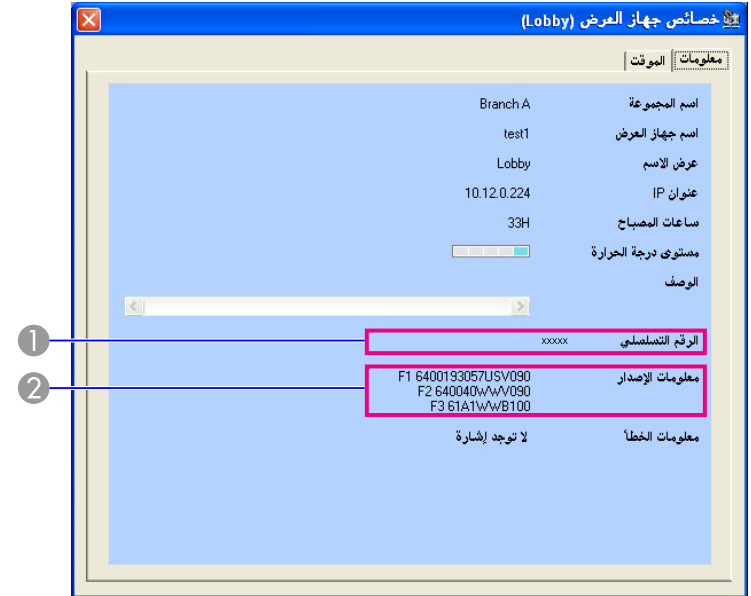 خصائص جهاز العرض (Lobby)
معلومات الموقت
اسم المجموعة Branch A
اسم جهاز العرض test1
عرض الاسم Lobby
عنوان IP 10.12.0.224
ساعات المصباح 33H
مستوى درجة الحرارة
الوصف
1 الرقم التسلسلي xxxxx
2 معلومات الإصدار F1 6400193057USV090
F2 640040WWV090
F3 61A1WWB100
معلومات الخطأ لا توجد إشارة